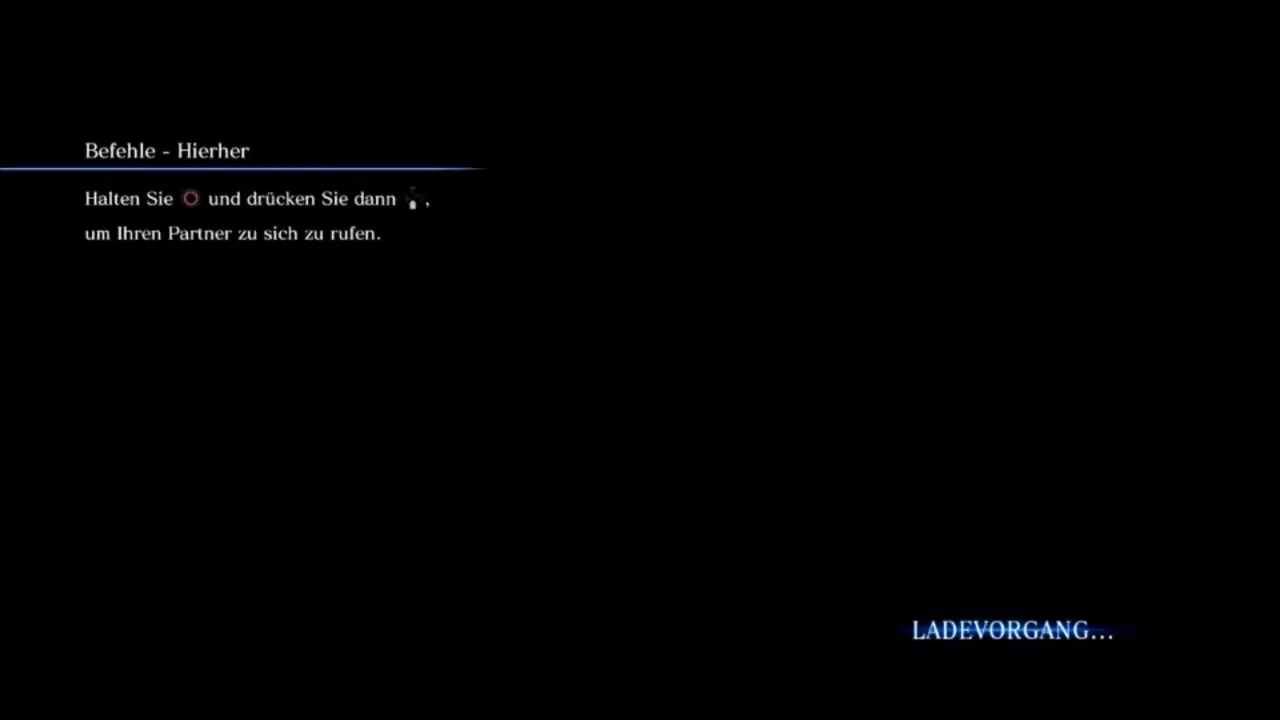 Befehle - Hierher
Halten Sie und drücken Sie dann ,
um Ihren Partner zu sich zu rufen.
LADEVORGANG...